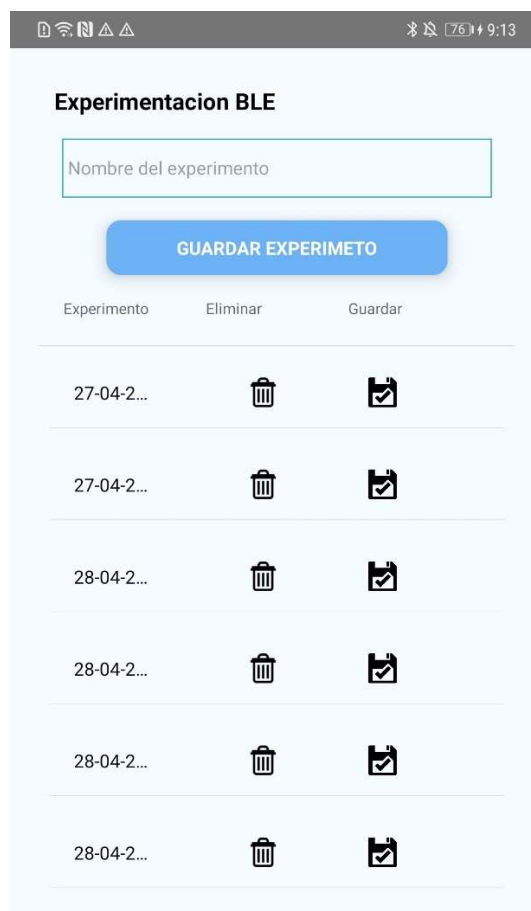 76 9:13
Experimentacion BLE
Nombre del experimento
GUARDAR EXPERIMETO
Experimento Eliminar Guardar
27-04-2...
27-04-2...
28-04-2...
28-04-2...
28-04-2...
28-04-2...